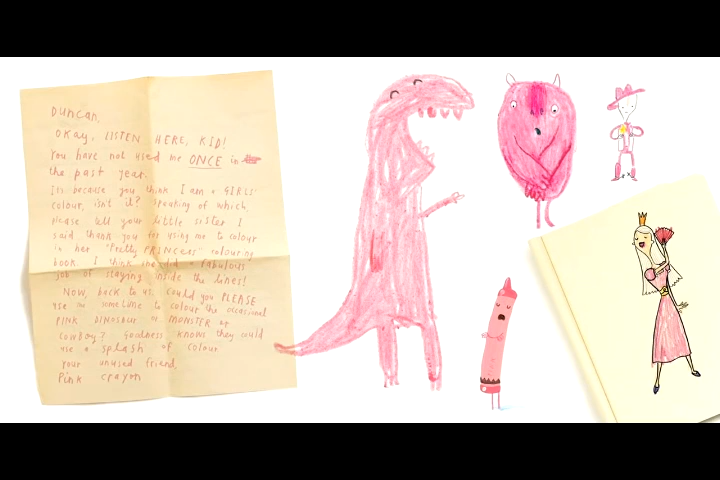 Duncan,
Okay, LISTEN HERE, KID!
You have not used me ONCE in
the past year.
It's because you think I am a GIRLS'
colour, isn't it? Speaking of which,
please tell your little sister I
said thank you for using me to colour
in her "Pretty PRINCESS" colouring
book. I think she did a fabulous
job of staying inside the lines!
Now, back to us. Could you PLEASE
use me sometime to colour the occasional
PINK DINOSAUR or MONSTER or
cowboy? Goodness knows they could
use a splash of colour
Your unused friend,
Pink crayon